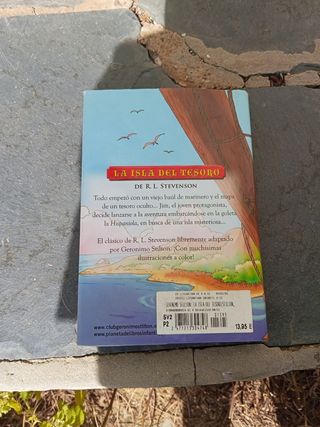 LA ISLA DEL TESORO
DE R. L. STEVENSON
Todo empezó con un viejo baúl de marinero y el mapa
de un tesoro oculto... Jim, el joven protagonista,
decide lanzarse a la aventura embarcándose en la goleta
la Hispaniola, en busca de una isla misteriosa...
El clásico de R. L. Stevenson libremente adaptado
por Geronimo Stilton. ¡Con muchísimas
ilustraciones a color!
www.clubgeronimostilton.e
www.planetadelibrosinfant
GV2
P2
13,95 E